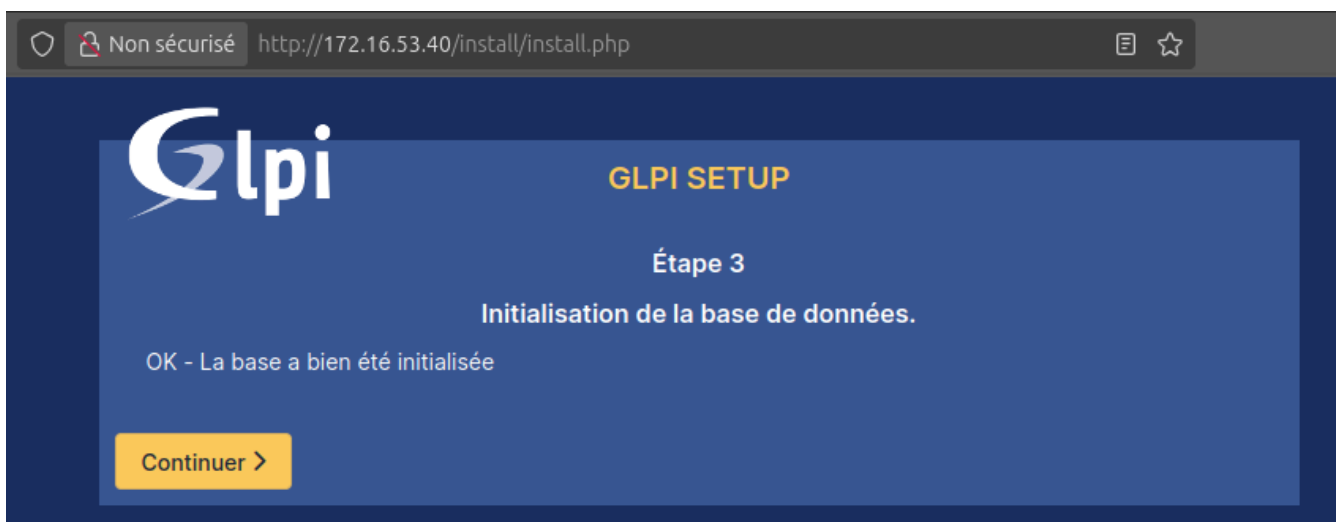 Non sécurisé http://172.16.53.40/install/install.php
Glpi
GLPI SETUP
Étape 3
Initialisation de la base de données.
OK - La base a bien été initialisée
Continuer